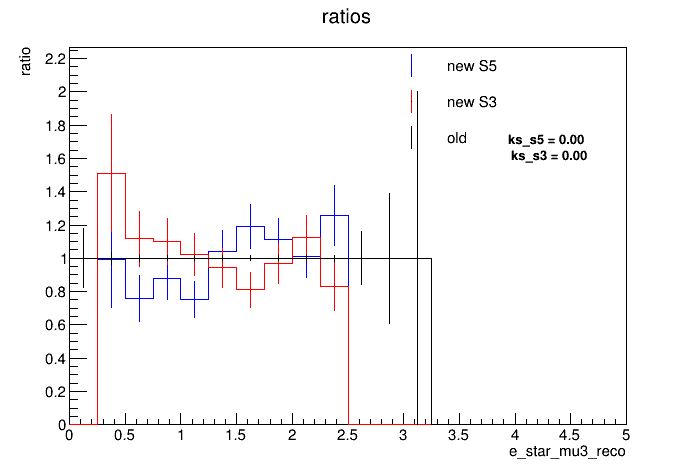 ratios
ratio
2.2
2
1.8
1.6
1.4
1.2
1
0.8
0.6
0.4
0.2
0
new S5
new S3
old
ks_s5 = 0.00
ks_s3 = 0.00
0 0.5 1 1.5 2 2.5 3 3.5 4 4.5 5
e_star_mu3_reco